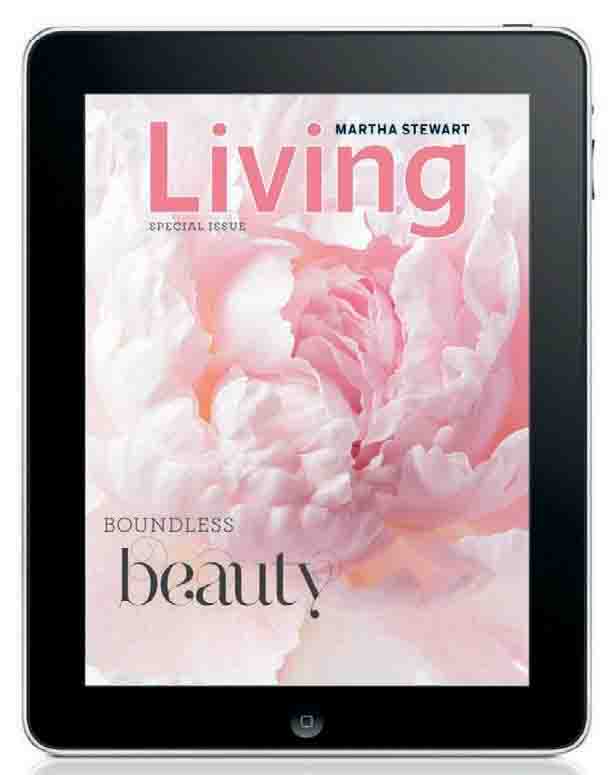 MARTHA STEWART
Living
SPECIAL ISSUE
BOUNDLESS
beauty